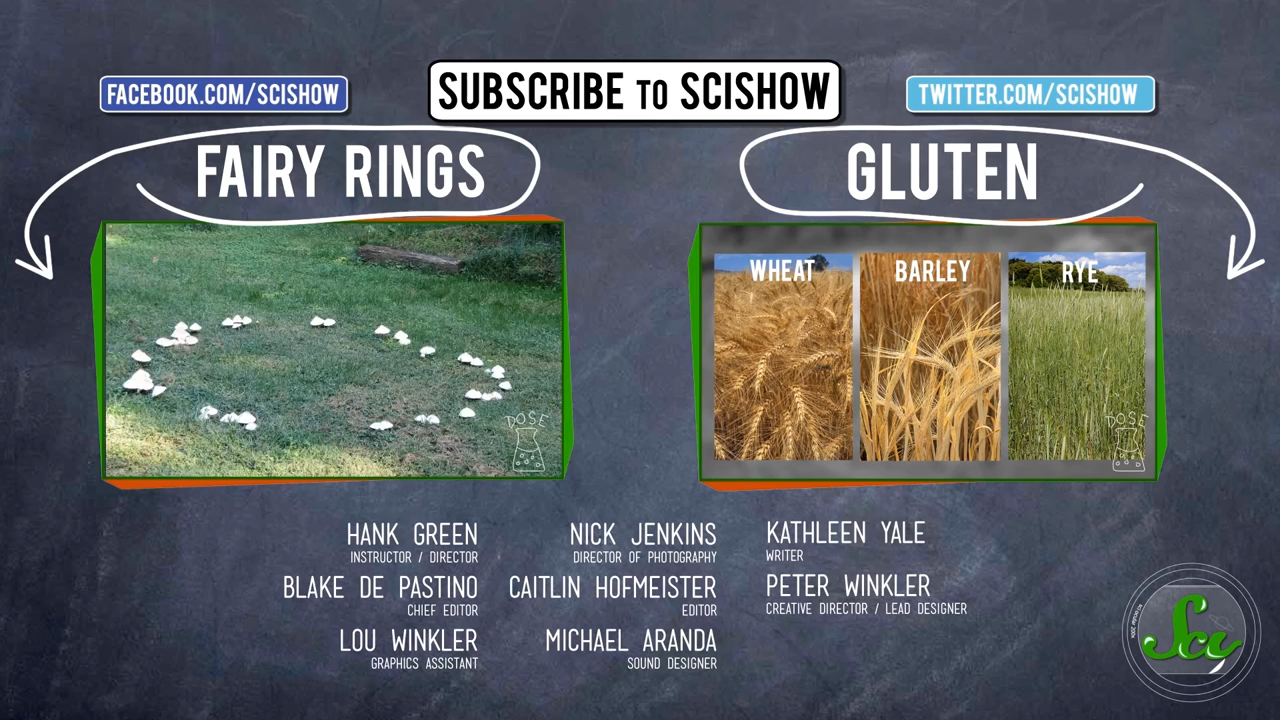 FACEBOOK.COM/SCISHOW
SUBSCRIBE TO SCISHOW
TWITTER.COM/SCISHOW
FAIRY RINGS
GLUTEN
WHEAT
BARLEY
RYE
DOSE
DOSE
HANK GREEN
INSTRUCTOR / DIRECTOR
BLAKE DE PASTINO
CHIEF EDITOR
LOU WINKLER
GRAPHICS ASSISTANT
NICK JENKINS
DIRECTOR OF PHOTOGRAPHY
CAITLIN HOFMEISTER
EDITOR
MICHAEL ARANDA
SOUND DESIGNER
KATHLEEN YALE
WRITER
PETER WINKLER
CREATIVE DIRECTOR / LEAD DESIGNER
Sci